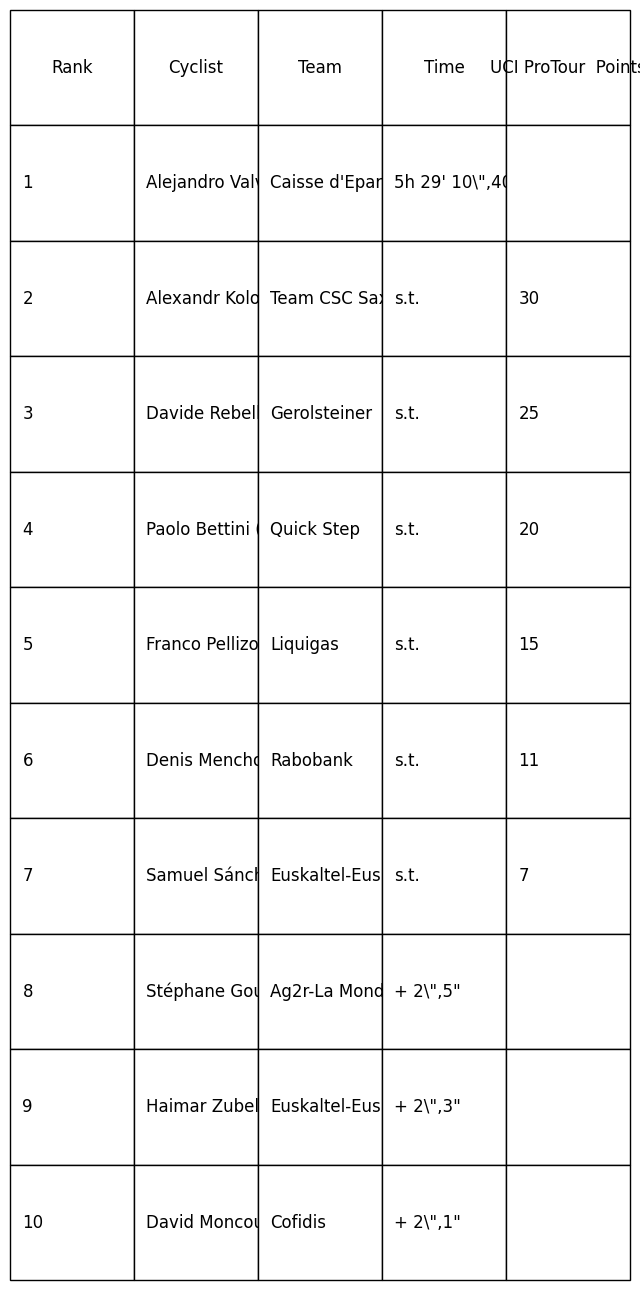 Rank Cyclist Team Time UCI ProTour Points
1 Alejandro Valv Caisse d'Epar 5h 29' 10\",40
2 Alexandr Kolo Team CSC Sax s.t. 30
3 Davide Rebell Gerolsteiner s.t. 25
4 Paolo Bettini ( Quick Step s.t. 20
5 Franco Pellizo Liquigas s.t. 15
6 Denis Mencho Rabobank s.t. 11
7 Samuel Sánch Euskaltel-Eus s.t. 7
8 Stéphane Gou Ag2r-La Mond + 2\",5"
9 Haimar Zubel Euskaltel-Eus + 2\",3"
10 David Moncou Cofidis + 2\",1"